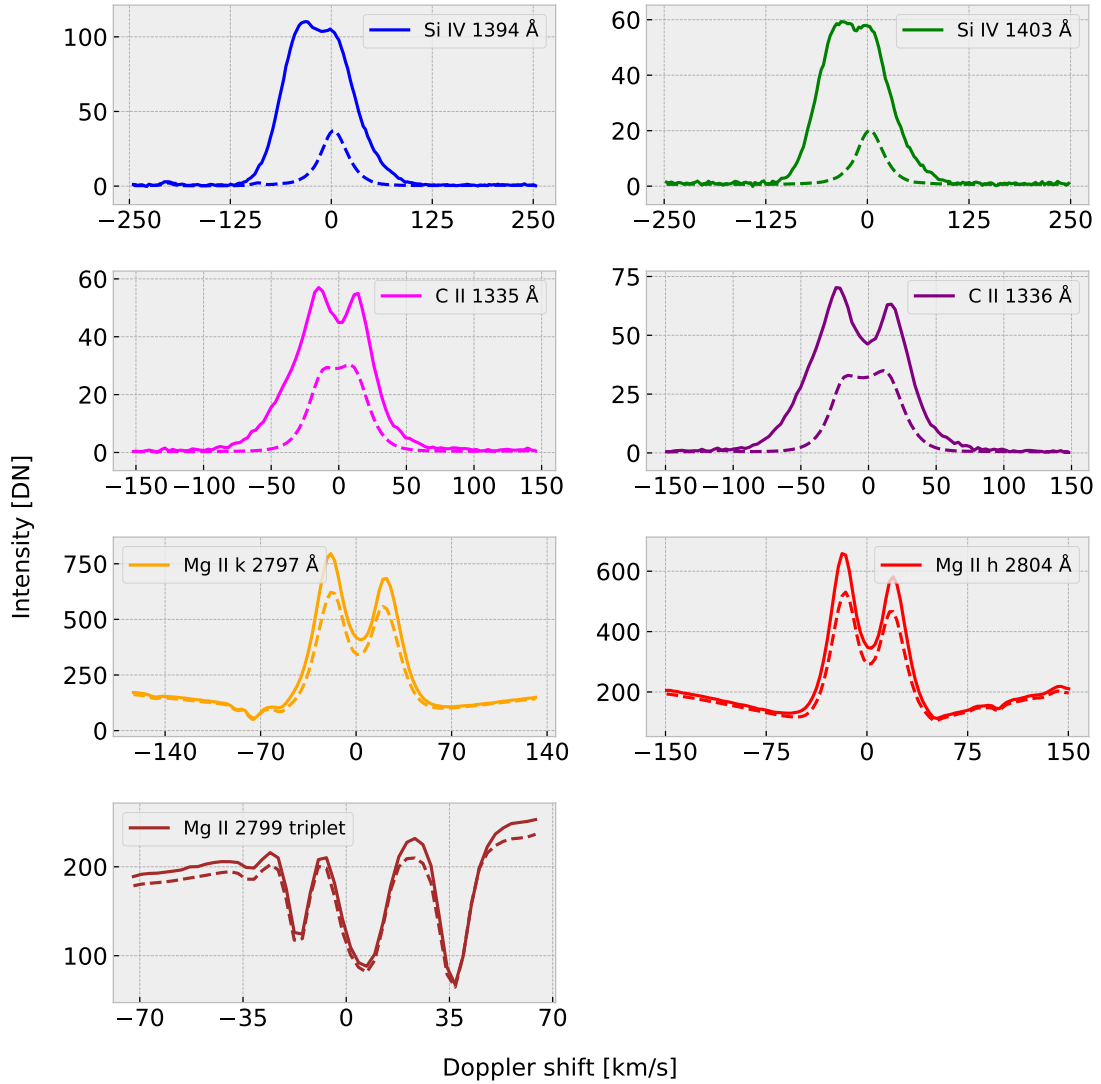 Si IV 1394 Å
100
50
0
−250 −125 0 125 250
Si IV 1403 Å
60
40
20
0
−250 −125 0 125 250
C II 1335 Å
60
40
20
0
−150 −100 −50 0 50 100 150
C II 1336 Å
75
50
25
0
−150 −100 −50 0 50 100 150
Intensity [DN]
Mg II k 2797 Å
750
500
250
0
−140 −70 0 70 140
Mg II h 2804 Å
600
400
200
−150 −75 0 75 150
Mg II 2799 triplet
200
100
−70 −35 0 35 70
Doppler shift [km/s]